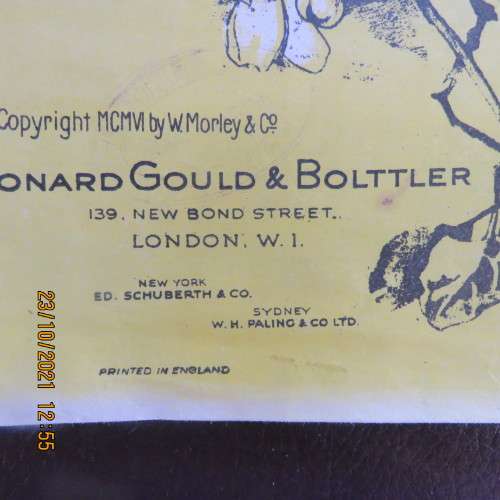 Copyright MCMVI by W. Morley & Co
ONARD GOULD & BOLTTLER
139, NEW BOND STREET.
LONDON, W. 1.
NEW YORK
ED. SCHUBERTH & CO.
SYDNEY
W. H. PALING & CO LTD.
PRINTED IN ENGLAND
23/10/2021 12:55